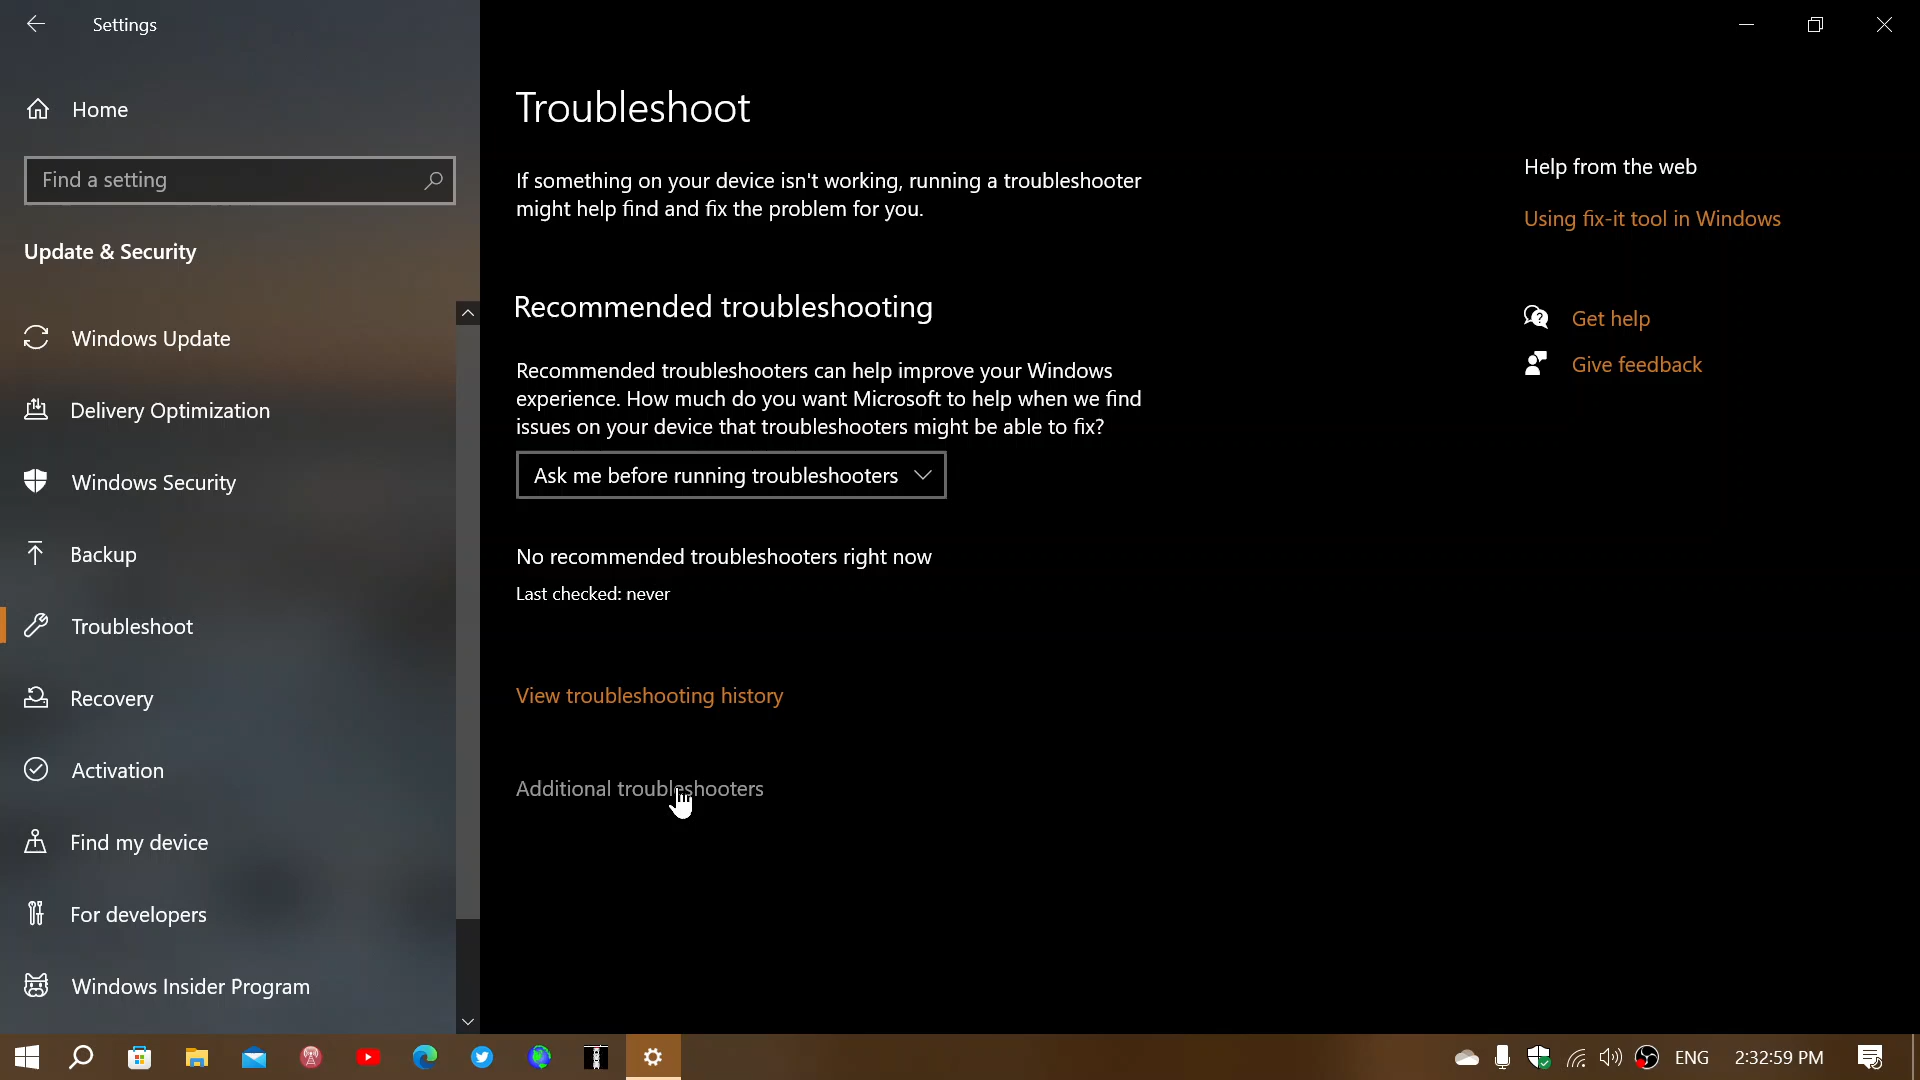 Settings
Home
Find a setting
Update & Security
Windows Update
Delivery Optimization
Windows Security
Backup
Troubleshoot
Recovery
Activation
Find my device
For developers
Windows Insider Program
Troubleshoot
If something on your device isn't working, running a troubleshooter
might help find and fix the problem for you.
Recommended troubleshooting
Recommended troubleshooters can help improve your Windows
experience. How much do you want Microsoft to help when we find
issues on your device that troubleshooters might be able to fix?
Ask me before running troubleshooters
No recommended troubleshooters right now
Last checked: never
View troubleshooting history
Additional troubleshooters
Help from the web
Using fix-it tool in Windows
Get help
Give feedback
ENG
2:32:59 PM